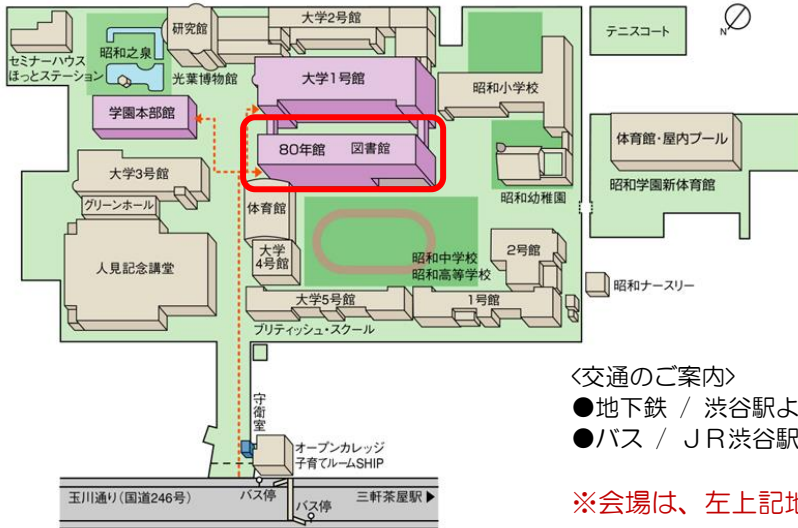 研究館
大学2号館
テニスコート
N
セミナーハウス
ほっとステーション
昭和之泉
光葉博物館
大学1号館
昭和小学校
学園本部館
80年館 図書館
体育館・屋内プール
昭和学園新体育館
大学3号館
グリーンホール
体育館
昭和幼稚園
人見記念講堂
大学
4号館
昭和中学校
昭和高等学校
2号館
昭和ナースリー
大学5号館
1号館
ブリティッシュ・スクール
守衛室
オープンカレッジ
子育てルームSHIP
玉川通り(国道246号)
バス停
バス停
三軒茶屋駅▶
〈交通のご案内〉
●地下鉄 / 渋谷駅よ
●バス / JR渋谷駅
※会場は、左上記地